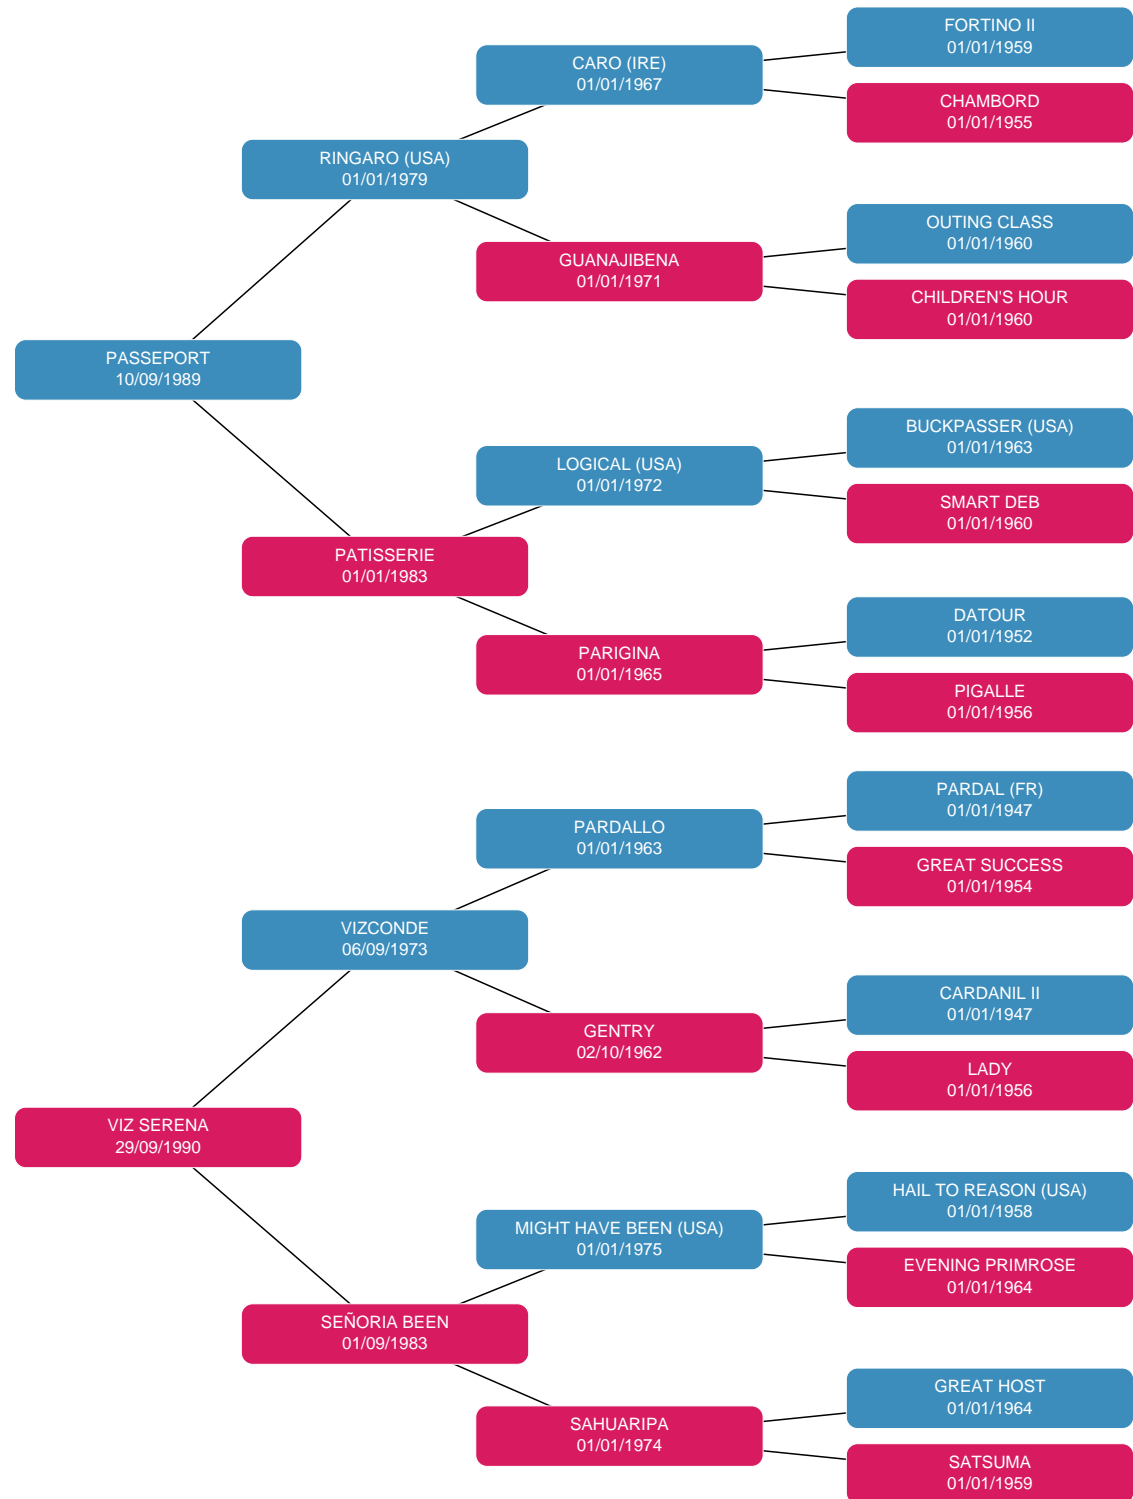 FORTINO II
01/01/1959
CARO (IRE)
01/01/1967
CHAMBORD
01/01/1955
RINGARO (USA)
01/01/1979
OUTING CLASS
01/01/1960
GUANAJIBENA
01/01/1971
CHILDREN'S HOUR
01/01/1960
PASSEPORT
10/09/1989
BUCKPASSER (USA)
01/01/1963
LOGICAL (USA)
01/01/1972
SMART DEB
01/01/1960
PATISSERIE
01/01/1983
DATOUR
01/01/1952
PARIGINA
01/01/1965
PIGALLE
01/01/1956
PARDAL (FR)
01/01/1947
PARDALLO
01/01/1963
GREAT SUCCESS
01/01/1954
VIZCONDE
06/09/1973
CARDANIL II
01/01/1947
GENTRY
02/10/1962
LADY
01/01/1956
VIZ SERENA
29/09/1990
HAIL TO REASON (USA)
01/01/1958
MIGHT HAVE BEEN (USA)
01/01/1975
EVENING PRIMROSE
01/01/1964
SEÑORIA BEEN
01/09/1983
GREAT HOST
01/01/1964
SAHUARIPA
01/01/1974
SATSUMA
01/01/1959